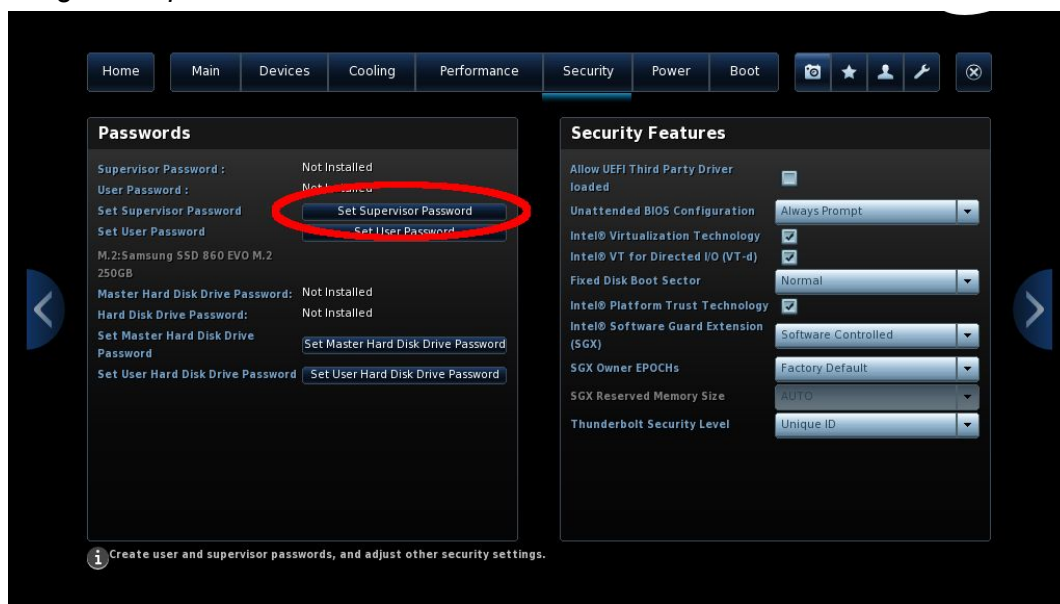 Home Main Devices Cooling Performance Security Power Boot
Passwords
Supervisor Password : Not Installed
User Password :
Set Supervisor Password Set Supervisor Password
Set User Password Set User Password
M.2:Samsung SSD 860 EVO M.2
250GB
Master Hard Disk Drive Password: Not Installed
Hard Disk Drive Password: Not Installed
Set Master Hard Disk Drive
Password
Set Master Hard Disk Drive Password
Set User Hard Disk Drive Password Set User Hard Disk Drive Password
Security Features
Allow UEFI Third Party Driver
loaded
Unattended BIOS Configuration Always Prompt
Intel® Virtualization Technology
Intel® VT for Directed I/O (VT-d)
Fixed Disk Boot Sector Normal
Intel® Platform Trust Technology
Intel® Software Guard Extension
(SGX)
Software Controlled
SGX Owner EPOCHs Factory Default
SGX Reserved Memory Size AUTO
Thunderbolt Security Level Unique ID
Create user and supervisor passwords, and adjust other security settings.